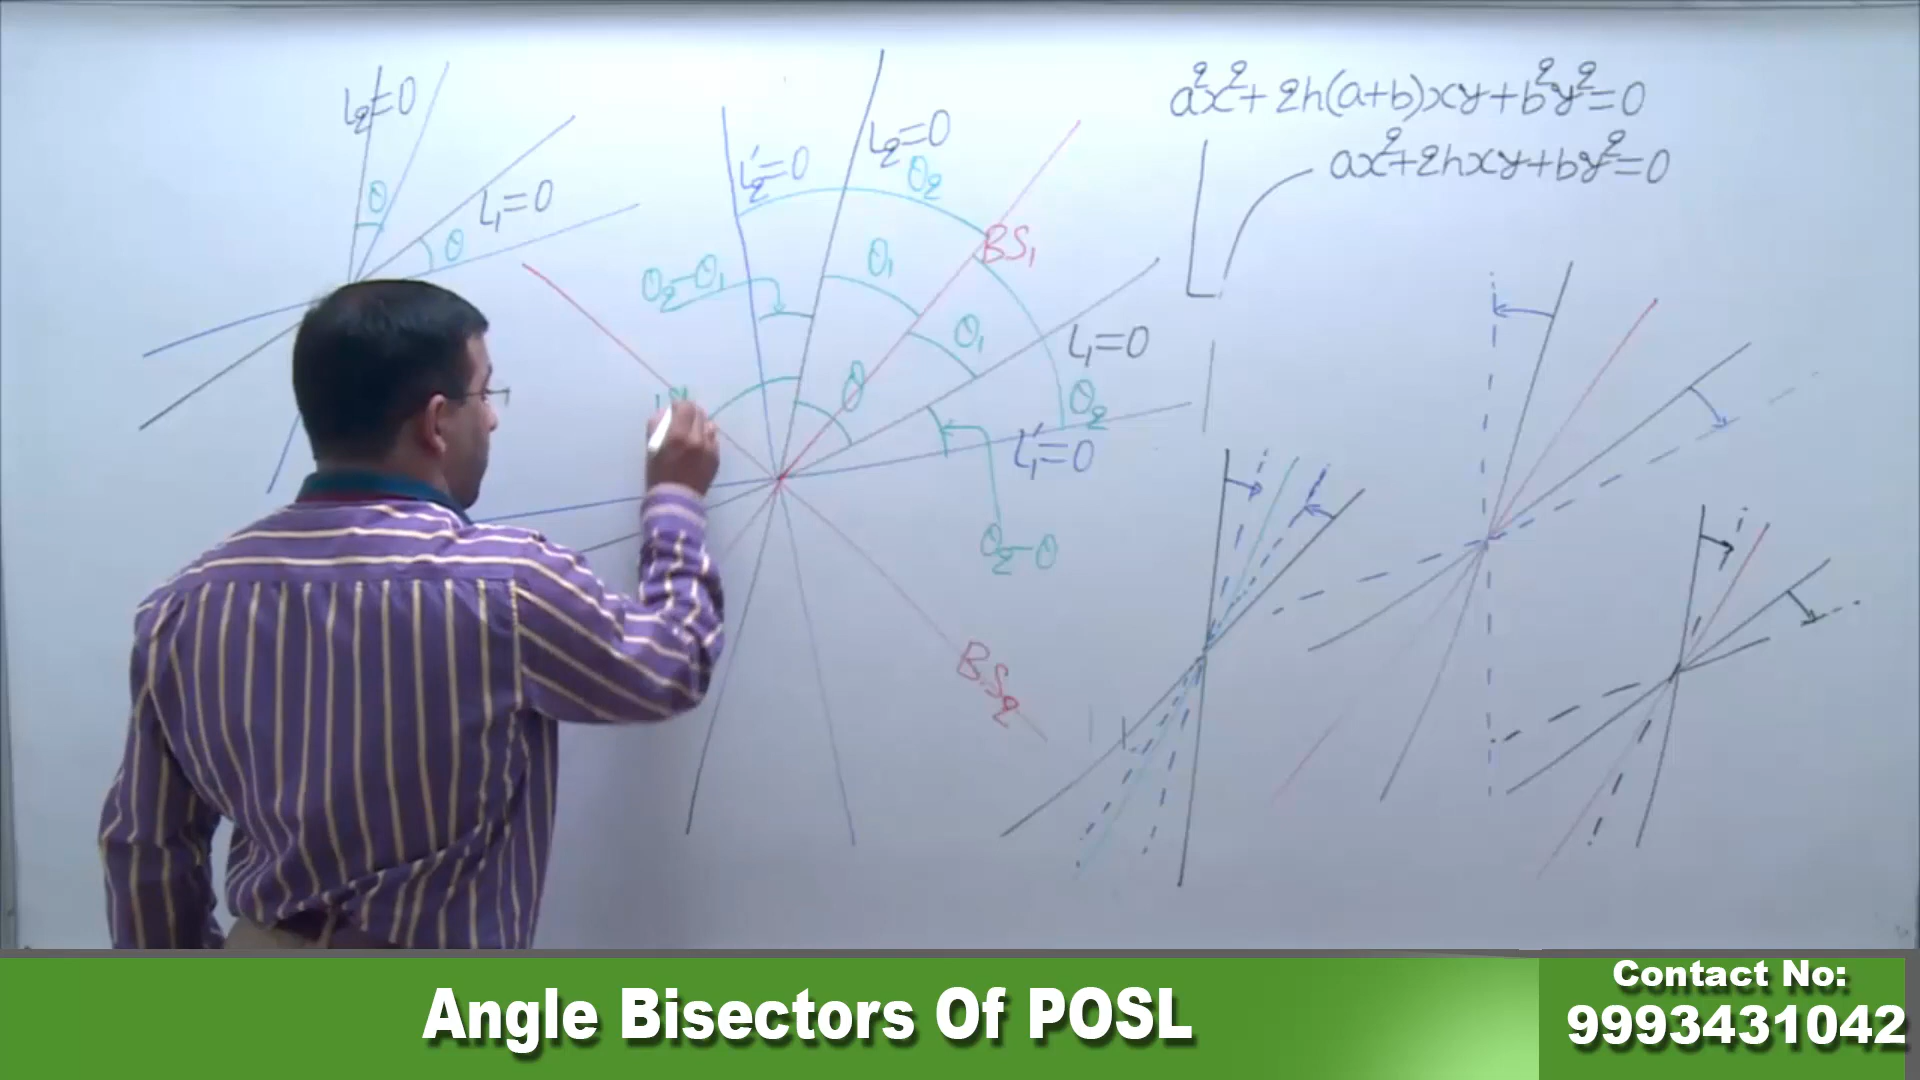 L₂=0
θ
L₁=0
θ
L₂'=0
L₂=0
θ₂
θ₂-θ₁
θ₁
BS₁
θ₁
L₁=0
θ
θ₂
L₁'=0
θ₂-θ
B.S₂
a²x²+2h(a+b)xy+b²y²=0
ax²+2hxy+by²=0
Angle Bisectors Of POSL
Contact No:
9993431042